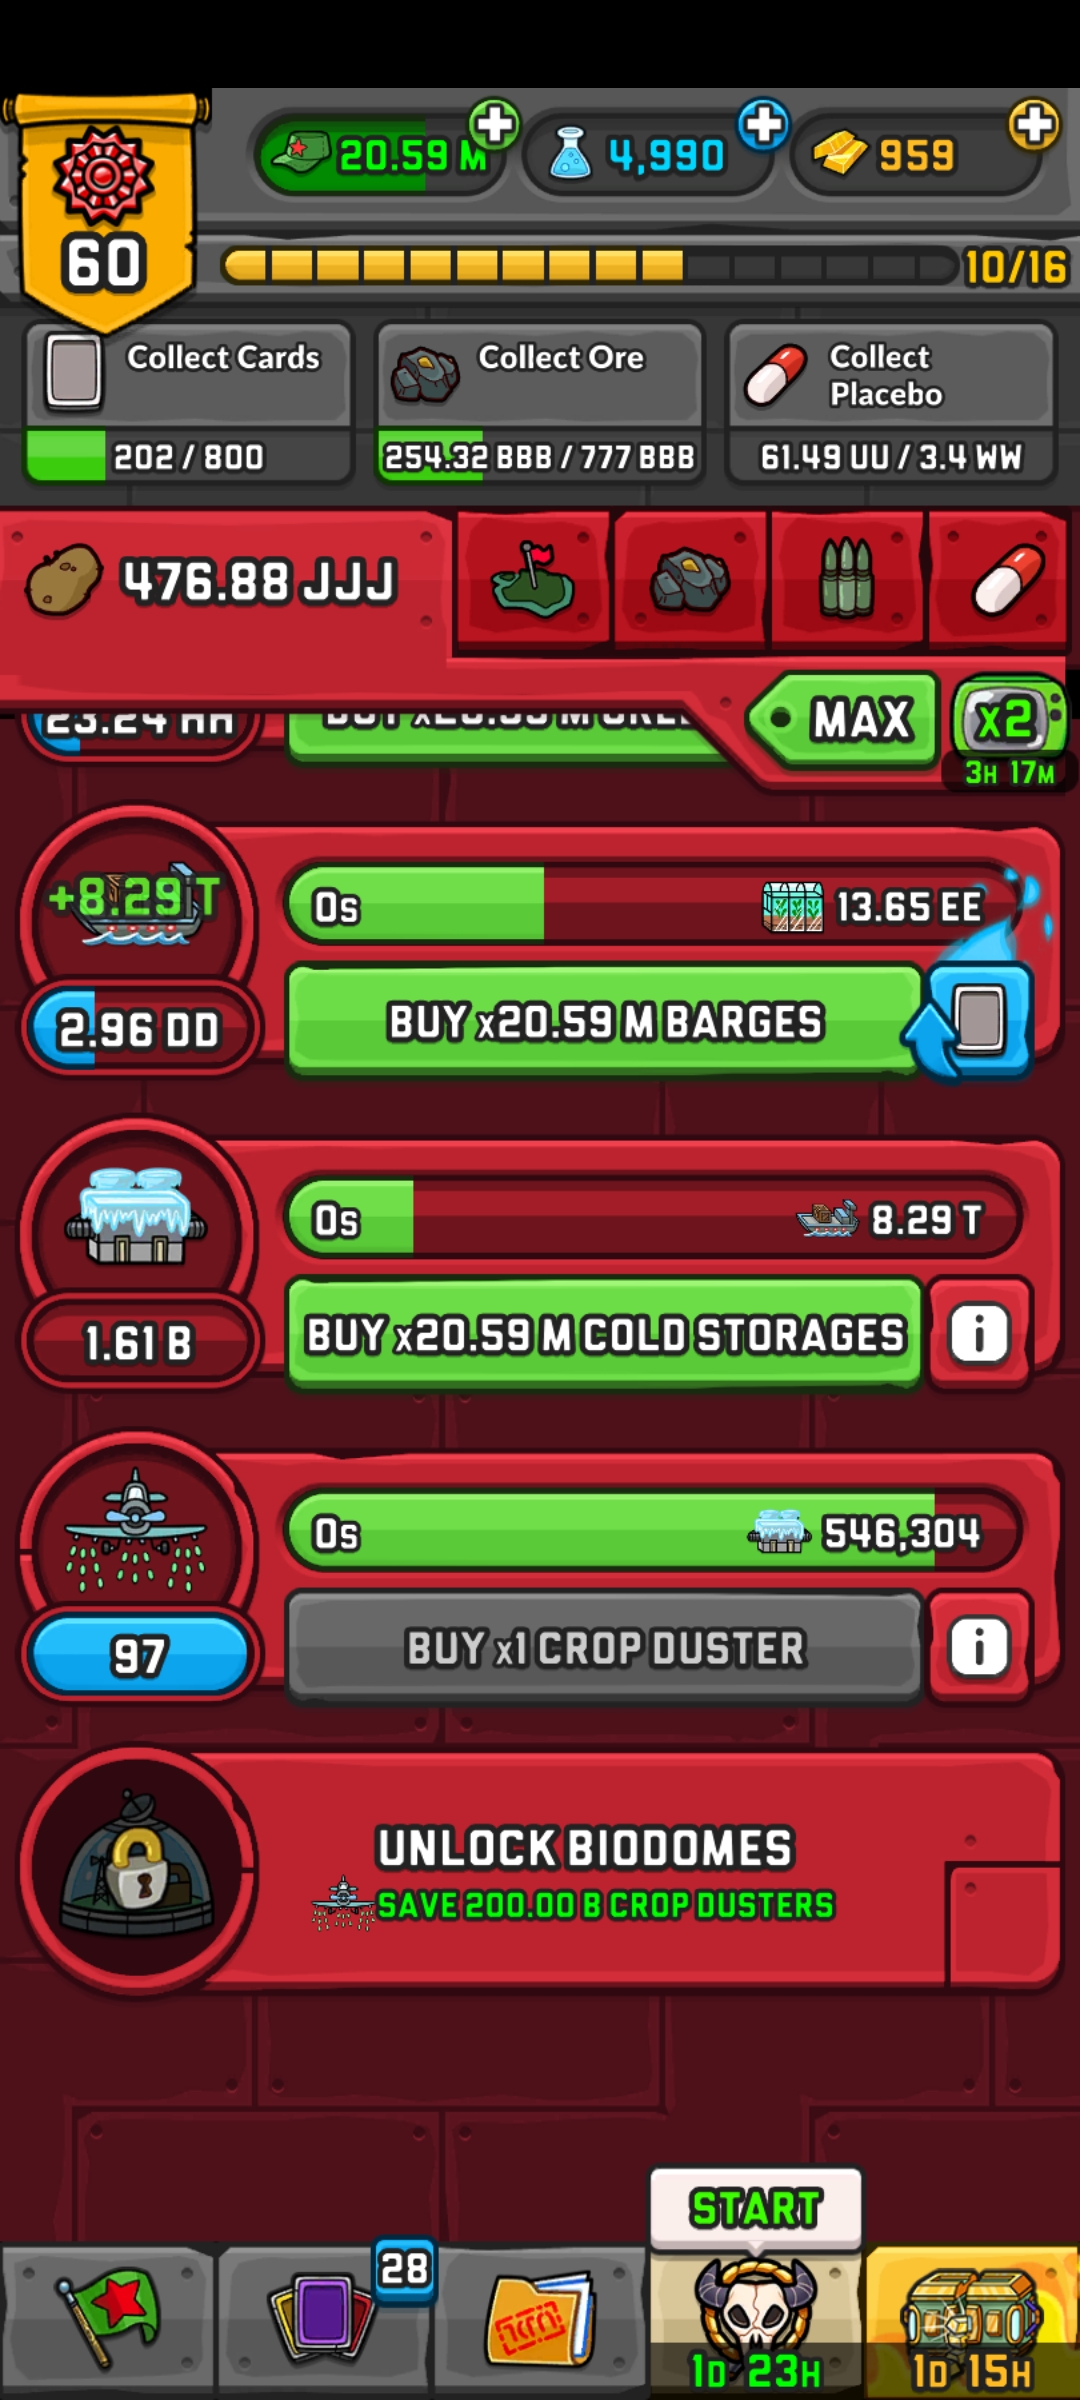 60
20.59 M
4,990
959
10/16
Collect Cards
202 / 800
Collect Ore
254.32 BBB / 777 BBB
Collect
Placebo
61.49 UU / 3.4 WW
476.88 JJJ
MAX
x2
3H 17M
23.24 HH
+8.29 T
0s
13.65 EE
2.96 DD
BUY x20.59 M BARGES
0s
8.29 T
1.61 B
BUY x20.59 M COLD STORAGES
i
0s
546,304
97
BUY x1 CROP DUSTER
i
UNLOCK BIODOMES
SAVE 200.00 B CROP DUSTERS
START
28
1D 23H
1D 15H